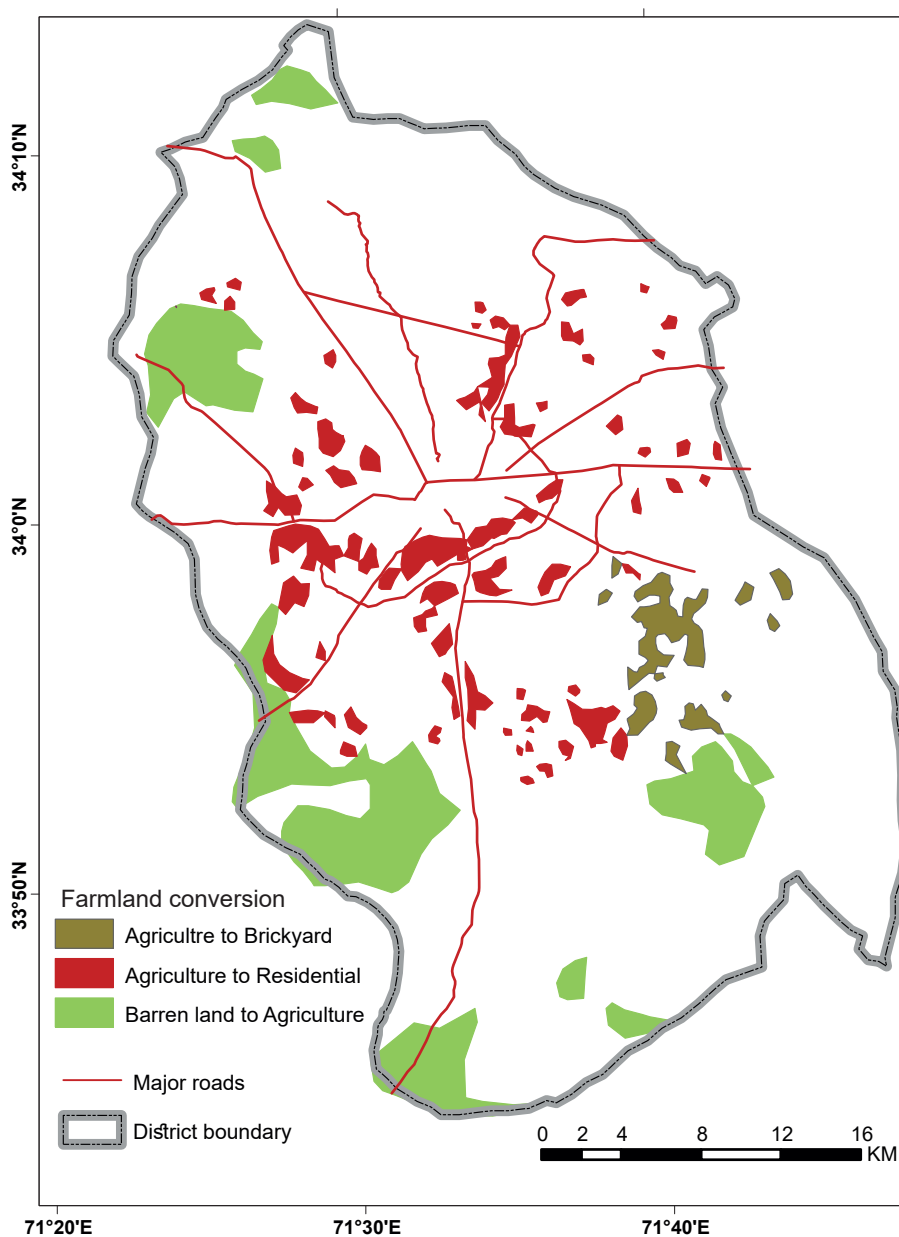 34°10'N
34°0'N
33°50'N
Farmland conversion
Agricultre to Brickyard
Agriculture to Residential
Barren land to Agriculture
Major roads
District boundary
0 2 4 8 12 16
KM
71°20'E 71°30'E 71°40'E